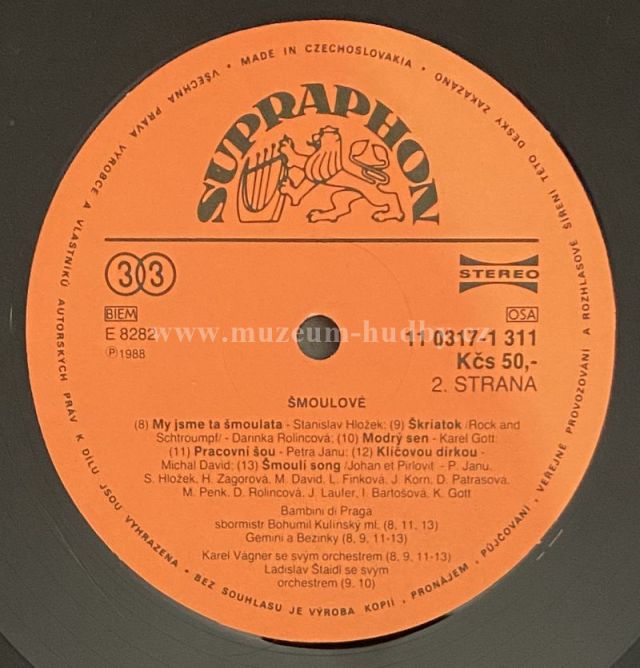 VŠECHNA PRÁVA VÝROBCE A VLASTNÍKŮ AUTORSKÝCH PRÁV K DÍLU JSOU VYHRAZENA • BEZ SOUHLASU JE VÝROBA KOPIÍ, PRONÁJEM, PŮJČOVÁNÍ, VEŘEJNÉ PROVOZOVÁNÍ A ROZHLASOVÉ ŠÍŘENÍ TÉTO DESKY ZAKÁZÁNO • MADE IN CZECHOSLOVAKIA •
SUPRAPHON
33
STEREO
BIEM
OSA
E 8282
11 0317-1 311
www.muzeum-hudby.cz
Ⓟ 1988
Kčs 50,-
2. STRANA
ŠMOULOVÉ
(8) My jsme ta šmoulata - Stanislav Hložek: (9) Škriatok /Rock and
Schtroumpf/ - Darinka Rolincová: (10) Modrý sen - Karel Gott:
(11) Pracovní šou - Petra Janů: (12) Klíčovou dírkou -
Michal David: (13) Šmoulí song /Johan et Pirlovit/ - P. Janů,
S. Hložek, H. Zagorová, M. David, L. Finková, J. Korn, D. Patrasová,
M. Penk, D. Rolincová, J. Laufer, I. Bartošová, K. Gott
Bambini di Praga
sbormistr Bohumil Kulínský ml. (8, 11, 13)
Gemini a Bezinky (8, 9, 11-13)
Karel Vágner se svým orchestrem (8, 9, 11-13)
Ladislav Štaidl se svým
orchestrem (9, 10)